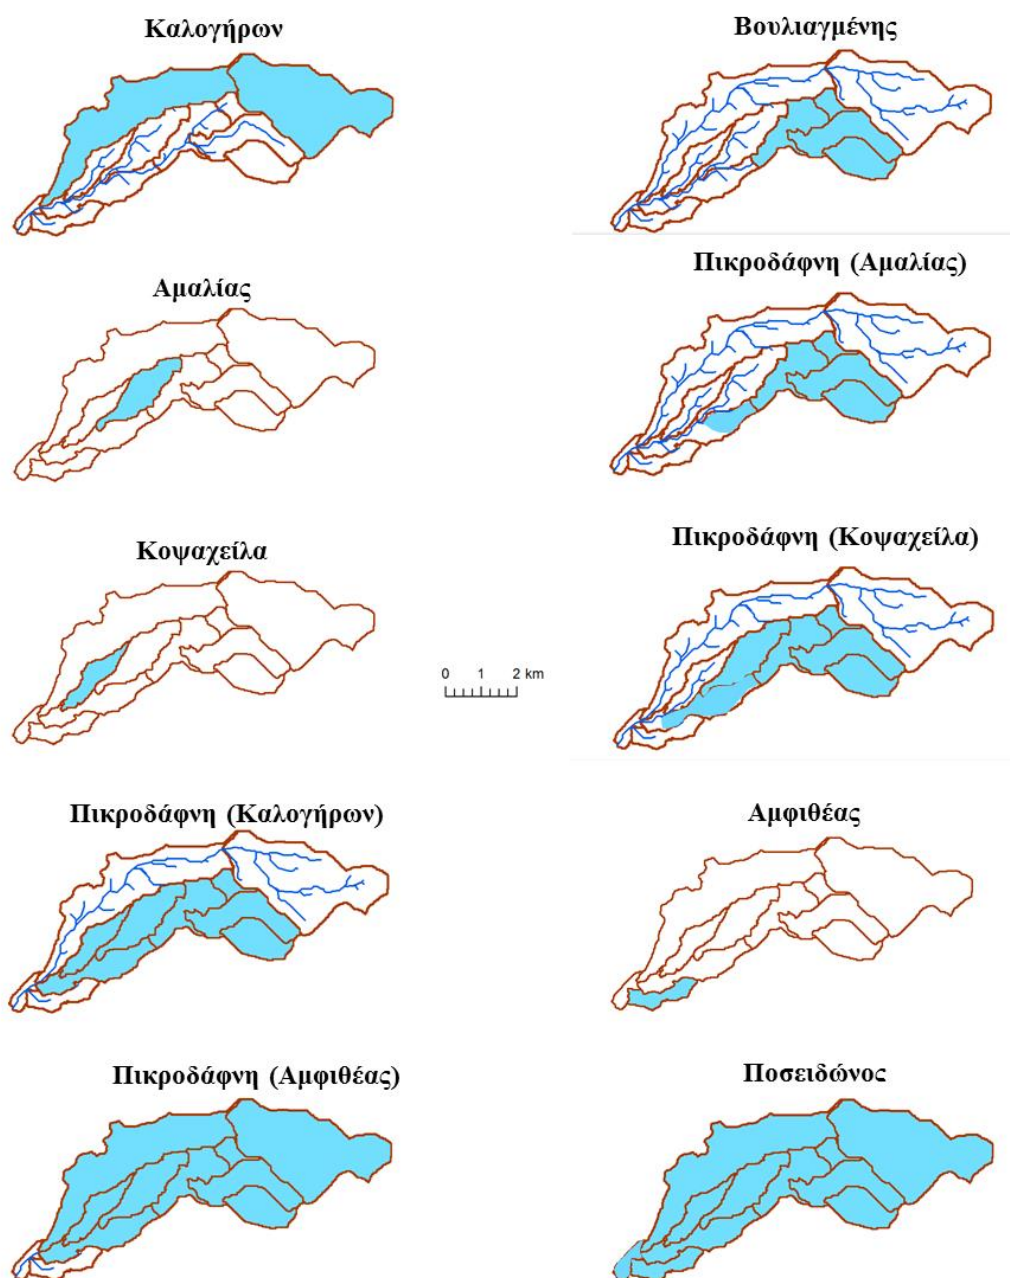 Καλογήρων
Βουλιαγμένης
Αμαλίας
Πικροδάφνη (Αμαλίας)
Κοψαχείλα
Πικροδάφνη (Κοψαχείλα)
0 1 2 km
Πικροδάφνη (Καλογήρων)
Αμφιθέας
Πικροδάφνη (Αμφιθέας)
Ποσειδώνος